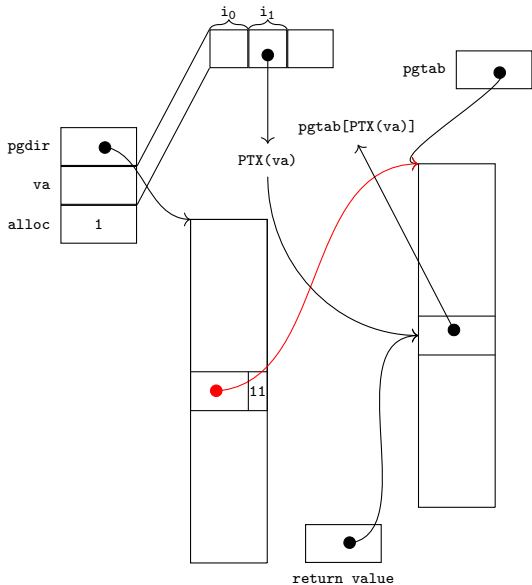 i0 i1
pgtab
pgtab[PTX(va)]
pgdir
PTX(va)
va
alloc 1
11
return value